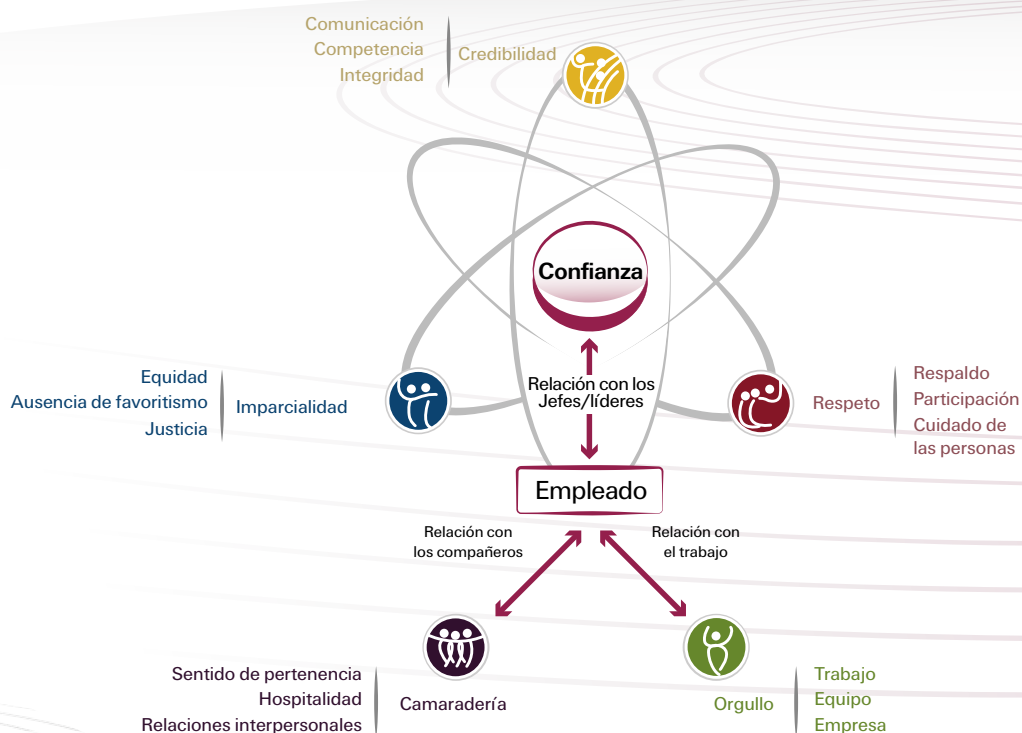 Comunicación
Competencia
Integridad
Credibilidad
Confianza
Relación con los
Jefes/líderes
Equidad
Ausencia de favoritismo
Justicia
Imparcialidad
Respeto
Respaldo
Participación
Cuidado de
las personas
Empleado
Relación con
los compañeros
Relación con
el trabajo
Sentido de pertenencia
Hospitalidad
Relaciones interpersonales
Camaradería
Orgullo
Trabajo
Equipo
Empresa